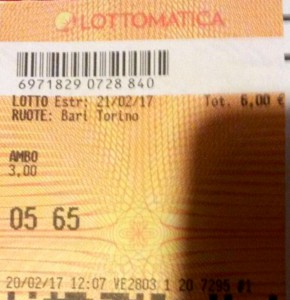 LOTTOMATICA
6971829 0728 840
LOTTO Estr: 21/02/17 Tot. 6,00 €
RUOTE: Bari Torino
AMBO
3,00
05 65
20/02/17 12:07 VE2803 1 20 7295 @1